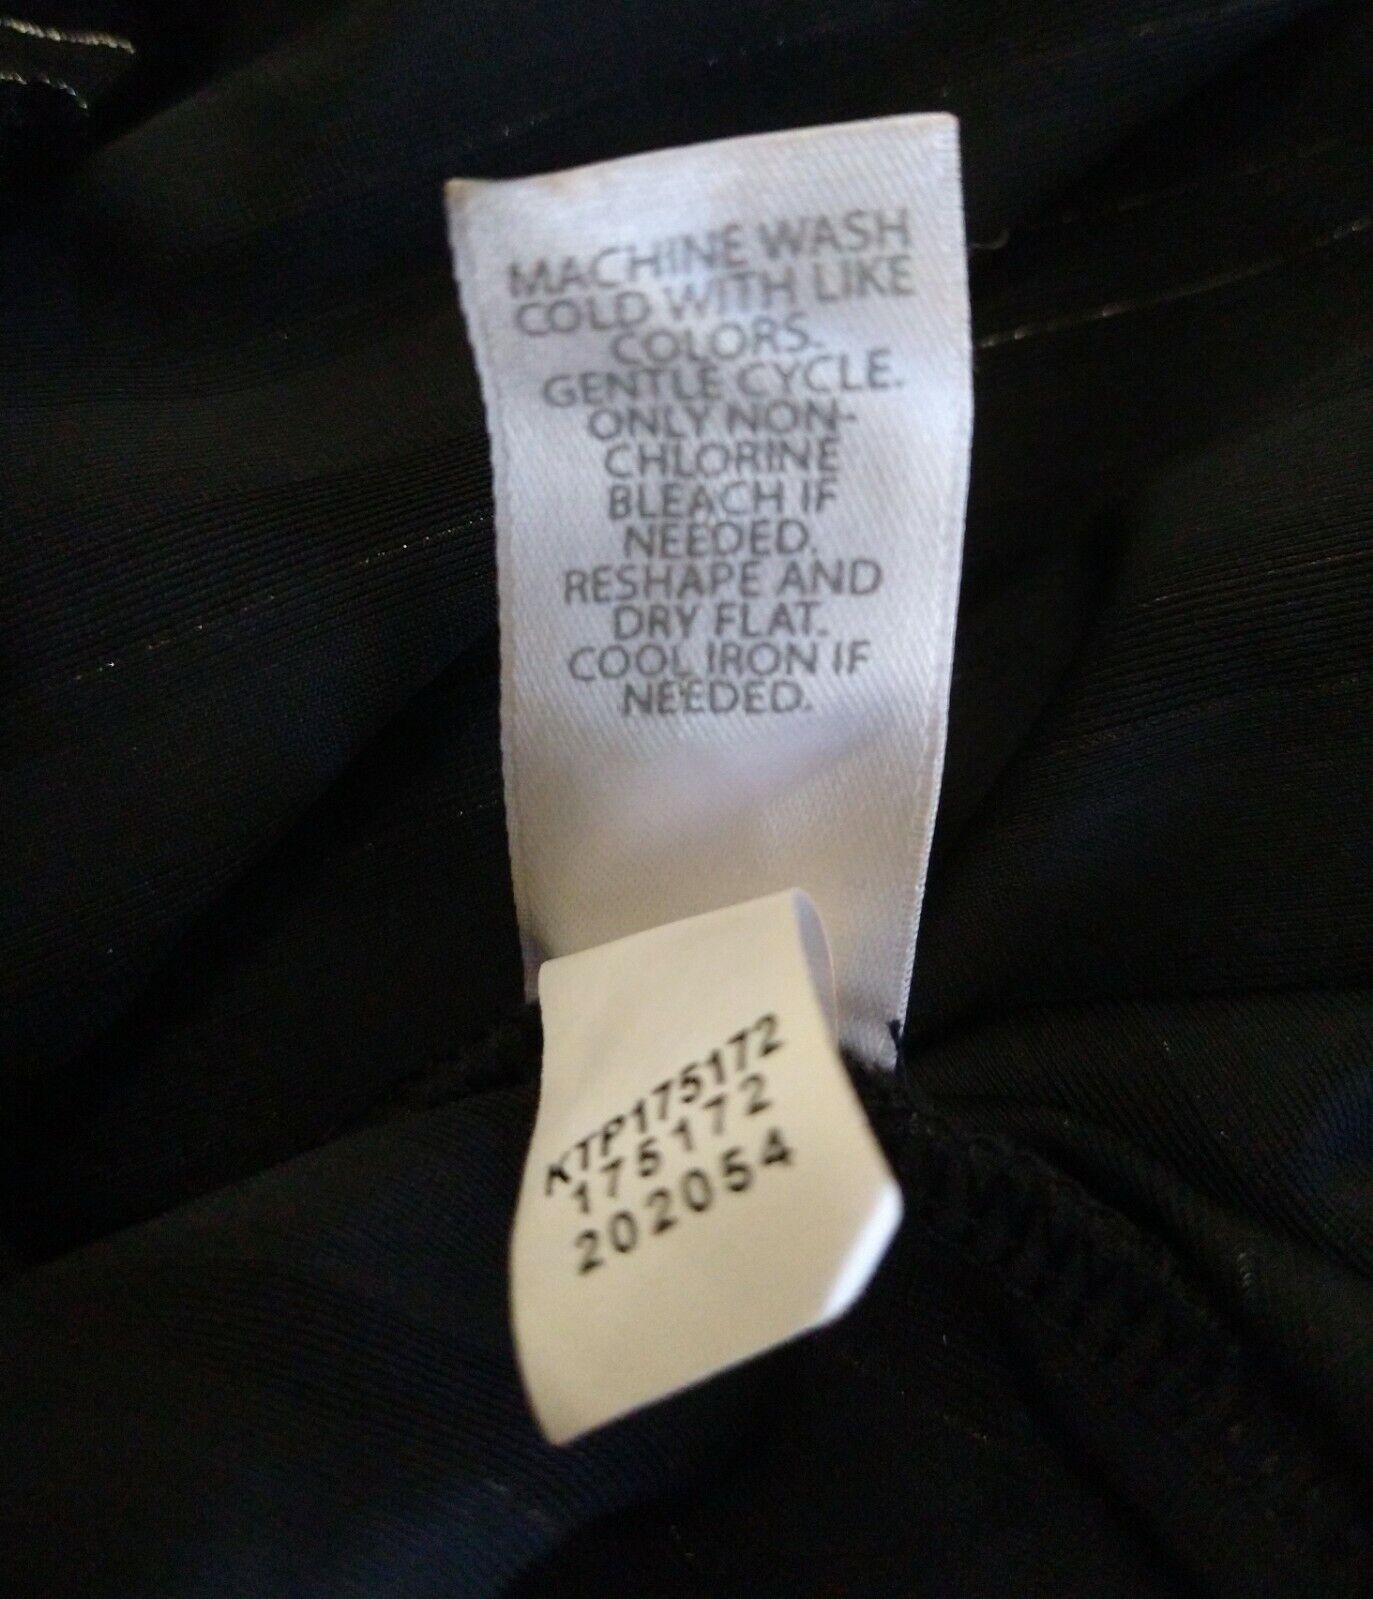 MACHINE WASH
COLD WITH LIKE
COLORS.
GENTLE CYCLE.
ONLY NON-
CHLORINE
BLEACH IF
NEEDED.
RESHAPE AND
DRY FLAT.
COOL IRON IF
NEEDED.
KTP175172
175172
202054